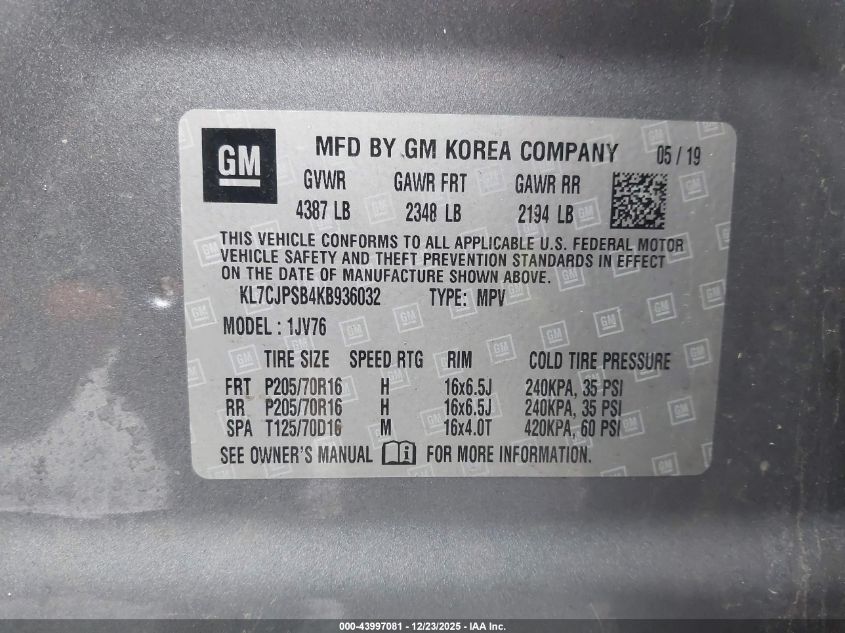 GM
MFD BY GM KOREA COMPANY 05 / 19
GVWR GAWR FRT GAWR RR
4387 LB 2348 LB 2194 LB
THIS VEHICLE CONFORMS TO ALL APPLICABLE U.S. FEDERAL MOTOR
VEHICLE SAFETY AND THEFT PREVENTION STANDARDS IN EFFECT
ON THE DATE OF MANUFACTURE SHOWN ABOVE.
KL7CJPSB4KB936032 TYPE: MPV
MODEL : 1JV76
TIRE SIZE SPEED RTG RIM COLD TIRE PRESSURE
FRT P205/70R16 H 16x6.5J 240KPA, 35 PSI
RR P205/70R16 H 16x6.5J 240KPA, 35 PSI
SPA T125/70D16 M 16x4.0T 420KPA, 60 PSI
SEE OWNER'S MANUAL FOR MORE INFORMATION.
000-43997081 - 12/23/2025 - IAA Inc.